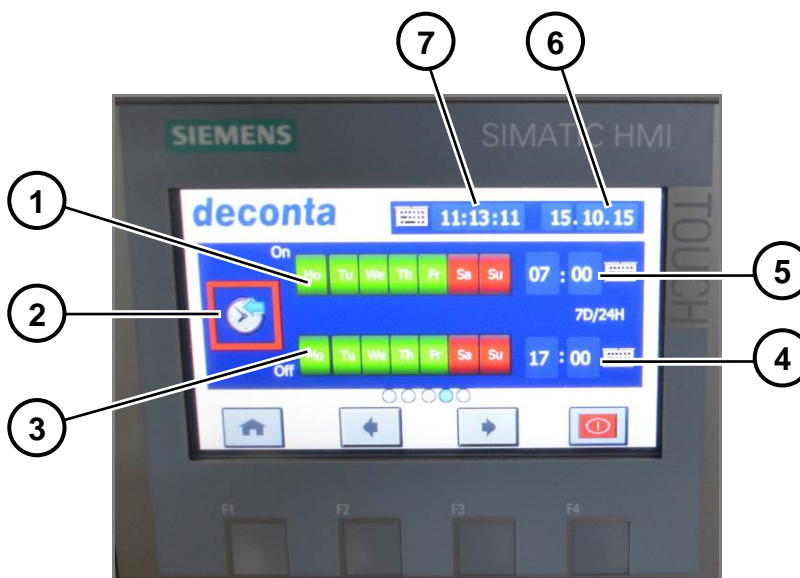 7 6
SIEMENS SIMATIC HMI
1
deconta 11:13:11 15.10.15
TOUCH
On Mo Tu We Th Fr Sa Su 07 : 00
5
2
7D/24H
Off Mo Tu We Th Fr Sa Su 17 : 00
4
3
F1 F2 F3 F4